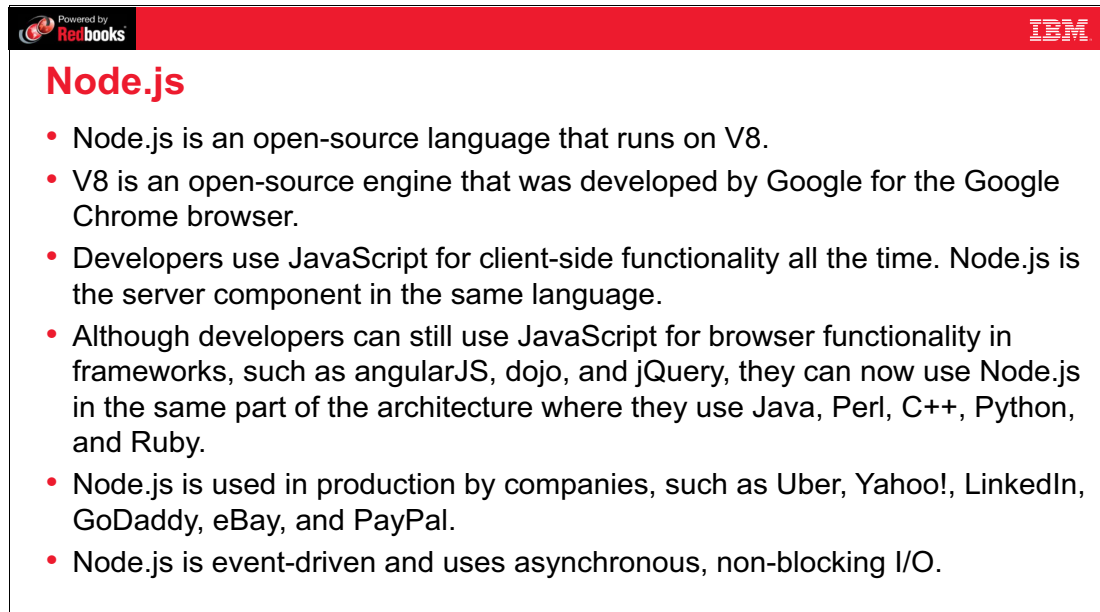 Powered by
Redbooks
IBM.
Node.js
• Node.js is an open-source language that runs on V8.
• V8 is an open-source engine that was developed by Google for the Google
Chrome browser.
• Developers use JavaScript for client-side functionality all the time. Node.js is
the server component in the same language.
• Although developers can still use JavaScript for browser functionality in
frameworks, such as angularJS, dojo, and jQuery, they can now use Node.js
in the same part of the architecture where they use Java, Perl, C++, Python,
and Ruby.
• Node.js is used in production by companies, such as Uber, Yahoo!, LinkedIn,
GoDaddy, eBay, and PayPal.
• Node.js is event-driven and uses asynchronous, non-blocking I/O.